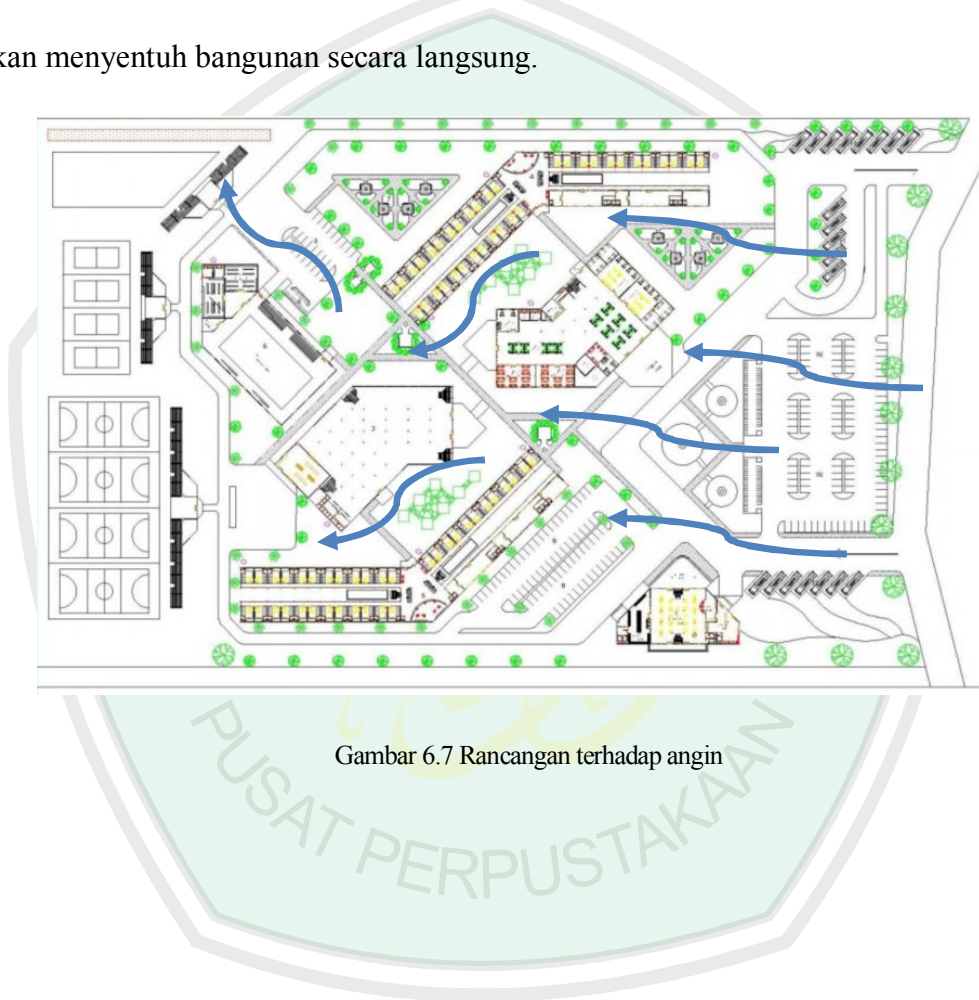 kan menyentuh bangunan secara langsung.
Gambar 6.7 Rancangan terhadap angin
PUSAT PERPUSTAKAAN